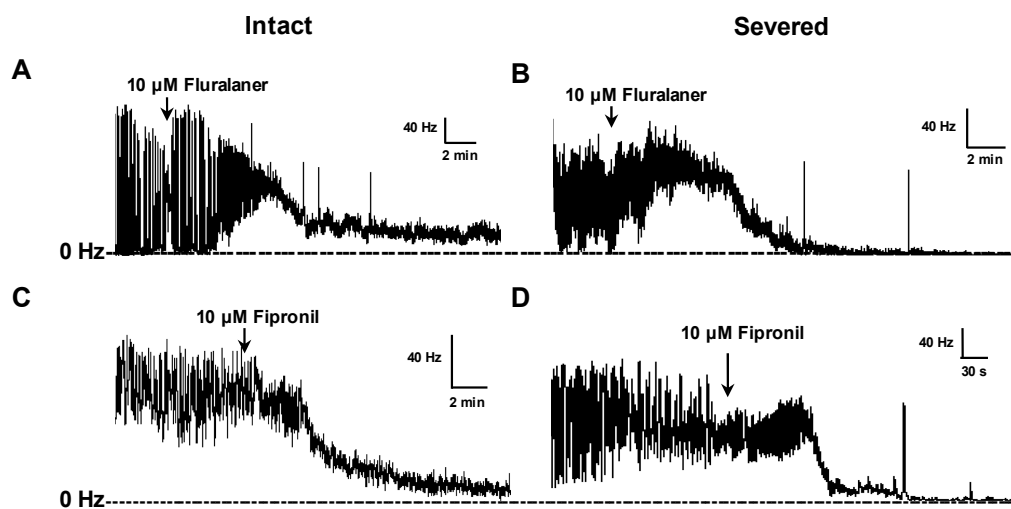 Intact
Severed
A
10 µM Fluralaner
40 Hz
2 min
B
10 µM Fluralaner
40 Hz
2 min
0 Hz
C
10 µM Fipronil
40 Hz
2 min
D
10 µM Fipronil
40 Hz
30 s
0 Hz